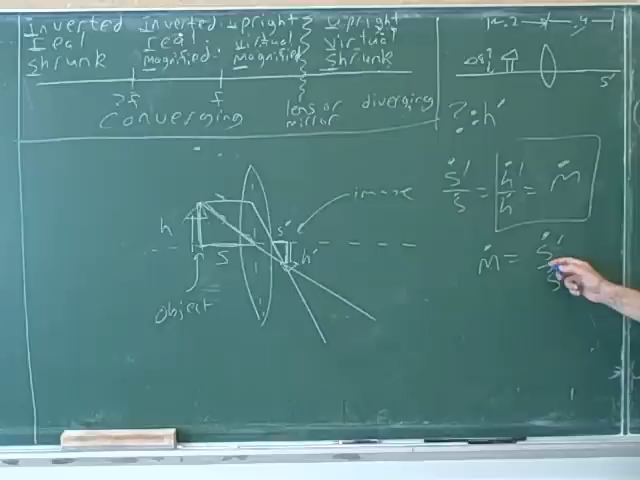 Inverted Inverted upright upright
real real virtual virtual
shrunk magnified magnified shrunk
2f f
converging lens or mirror diverging
s'
?: h'
s'/s = h'/h = m
m = s'/s
h s s' h'
image
object